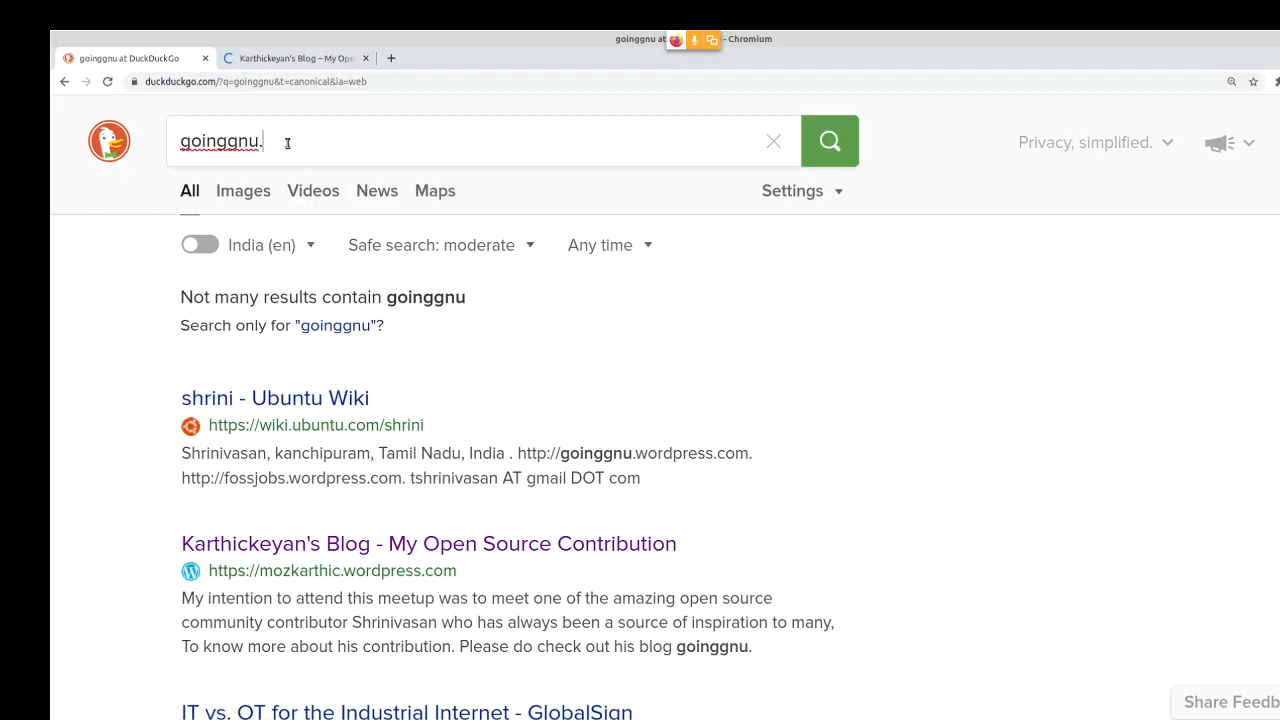 goinggnu at - Chromium
goinggnu at DuckDuckGo
Karthickeyan's Blog – My Ope
duckduckgo.com/?q=goinggnu&t=canonical&ia=web
goinggnu.
Privacy, simplified.
All Images Videos News Maps Settings
India (en) Safe search: moderate Any time
Not many results contain goinggnu
Search only for "goinggnu"?
shrini - Ubuntu Wiki
https://wiki.ubuntu.com/shrini
Shrinivasan, kanchipuram, Tamil Nadu, India . http://goinggnu.wordpress.com.
http://fossjobs.wordpress.com. tshrinivasan AT gmail DOT com
Karthickeyan's Blog - My Open Source Contribution
https://mozkarthic.wordpress.com
My intention to attend this meetup was to meet one of the amazing open source
community contributor Shrinivasan who has always been a source of inspiration to many,
To know more about his contribution. Please do check out his blog goinggnu.
IT vs. OT for the Industrial Internet - GlobalSign
Share Feedb